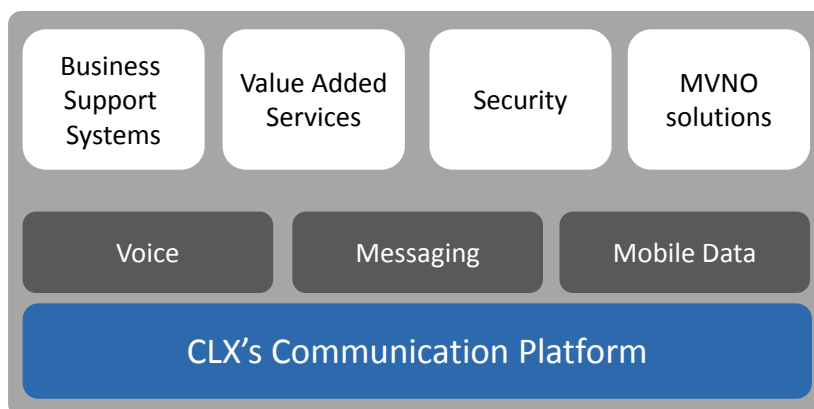 Business
Support
Systems
Value Added
Services
Security
MVNO
solutions
Voice
Messaging
Mobile Data
CLX’s Communication Platform